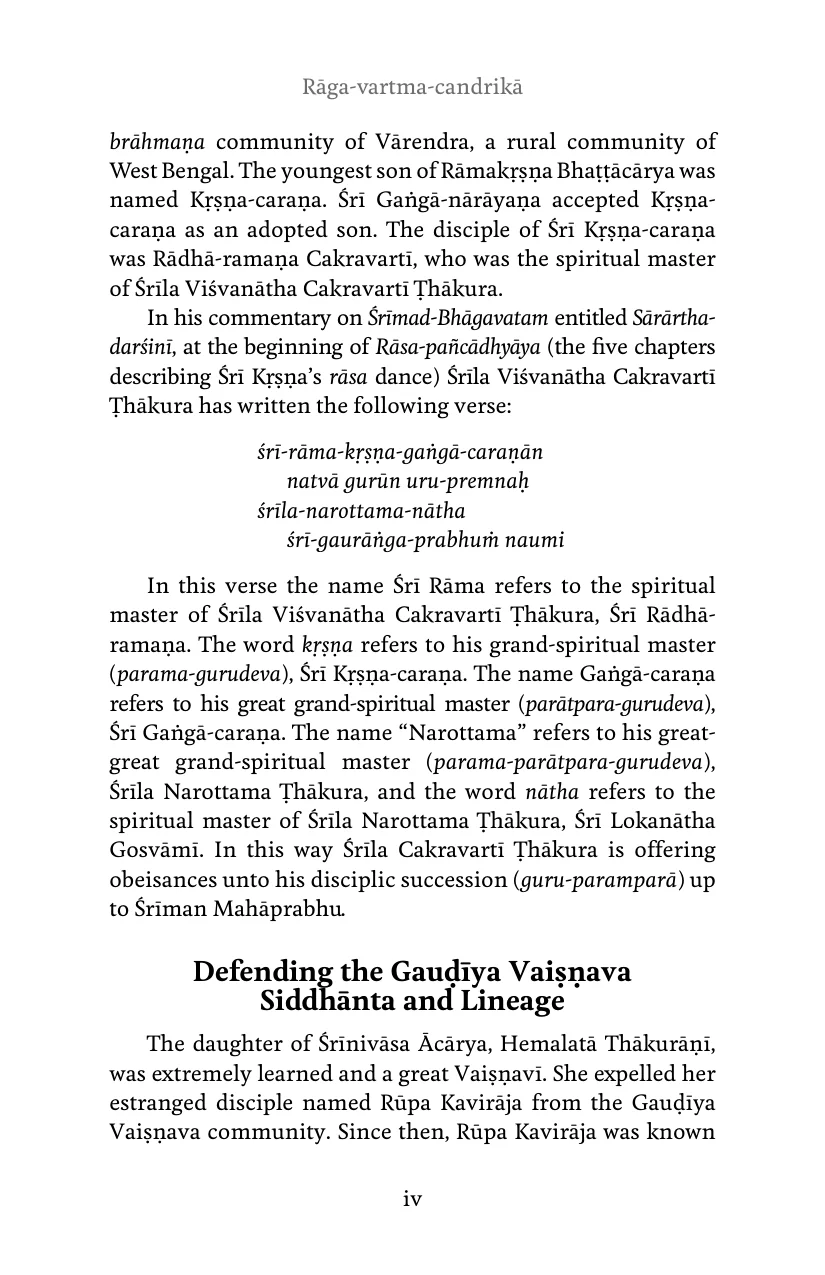 Rāga-vartma-candrikā
brāhmaṇa community of Vārendra, a rural community of
West Bengal. The youngest son of Rāmakṛṣṇa Bhaṭṭācārya was
named Kṛṣṇa-caraṇa. Śrī Gaṅgā-nārāyaṇa accepted Kṛṣṇa-
caraṇa as an adopted son. The disciple of Śrī Kṛṣṇa-caraṇa
was Rādhā-ramaṇa Cakravartī, who was the spiritual master
of Śrīla Viśvanātha Cakravartī Ṭhākura.
In his commentary on Śrīmad-Bhāgavatam entitled Sārārtha-
darśinī, at the beginning of Rāsa-pañcādhyāya (the five chapters
describing Śrī Kṛṣṇa’s rāsa dance) Śrīla Viśvanātha Cakravartī
Ṭhākura has written the following verse:
śrī-rāma-kṛṣṇa-gaṅgā-caraṇān
natvā gurūn uru-premnaḥ
śrīla-narottama-nātha
śrī-gaurāṅga-prabhuṁ naumi
In this verse the name Śrī Rāma refers to the spiritual
master of Śrīla Viśvanātha Cakravartī Ṭhākura, Śrī Rādhā-
ramaṇa. The word kṛṣṇa refers to his grand-spiritual master
(parama-gurudeva), Śrī Kṛṣṇa-caraṇa. The name Gaṅgā-caraṇa
refers to his great grand-spiritual master (parātpara-gurudeva),
Śrī Gaṅgā-caraṇa. The name “Narottama” refers to his great-
great grand-spiritual master (parama-parātpara-gurudeva),
Śrīla Narottama Ṭhākura, and the word nātha refers to the
spiritual master of Śrīla Narottama Ṭhākura, Śrī Lokanātha
Gosvāmī. In this way Śrīla Cakravartī Ṭhākura is offering
obeisances unto his disciplic succession (guru-paramparā) up
to Śrīman Mahāprabhu.
Defending the Gauḍīya Vaiṣṇava
Siddhānta and Lineage
The daughter of Śrīnivāsa Ācārya, Hemalatā Ṭhākurāṇī,
was extremely learned and a great Vaiṣṇavī. She expelled her
estranged disciple named Rūpa Kavirāja from the Gauḍīya
Vaiṣṇava community. Since then, Rūpa Kavirāja was known
iv